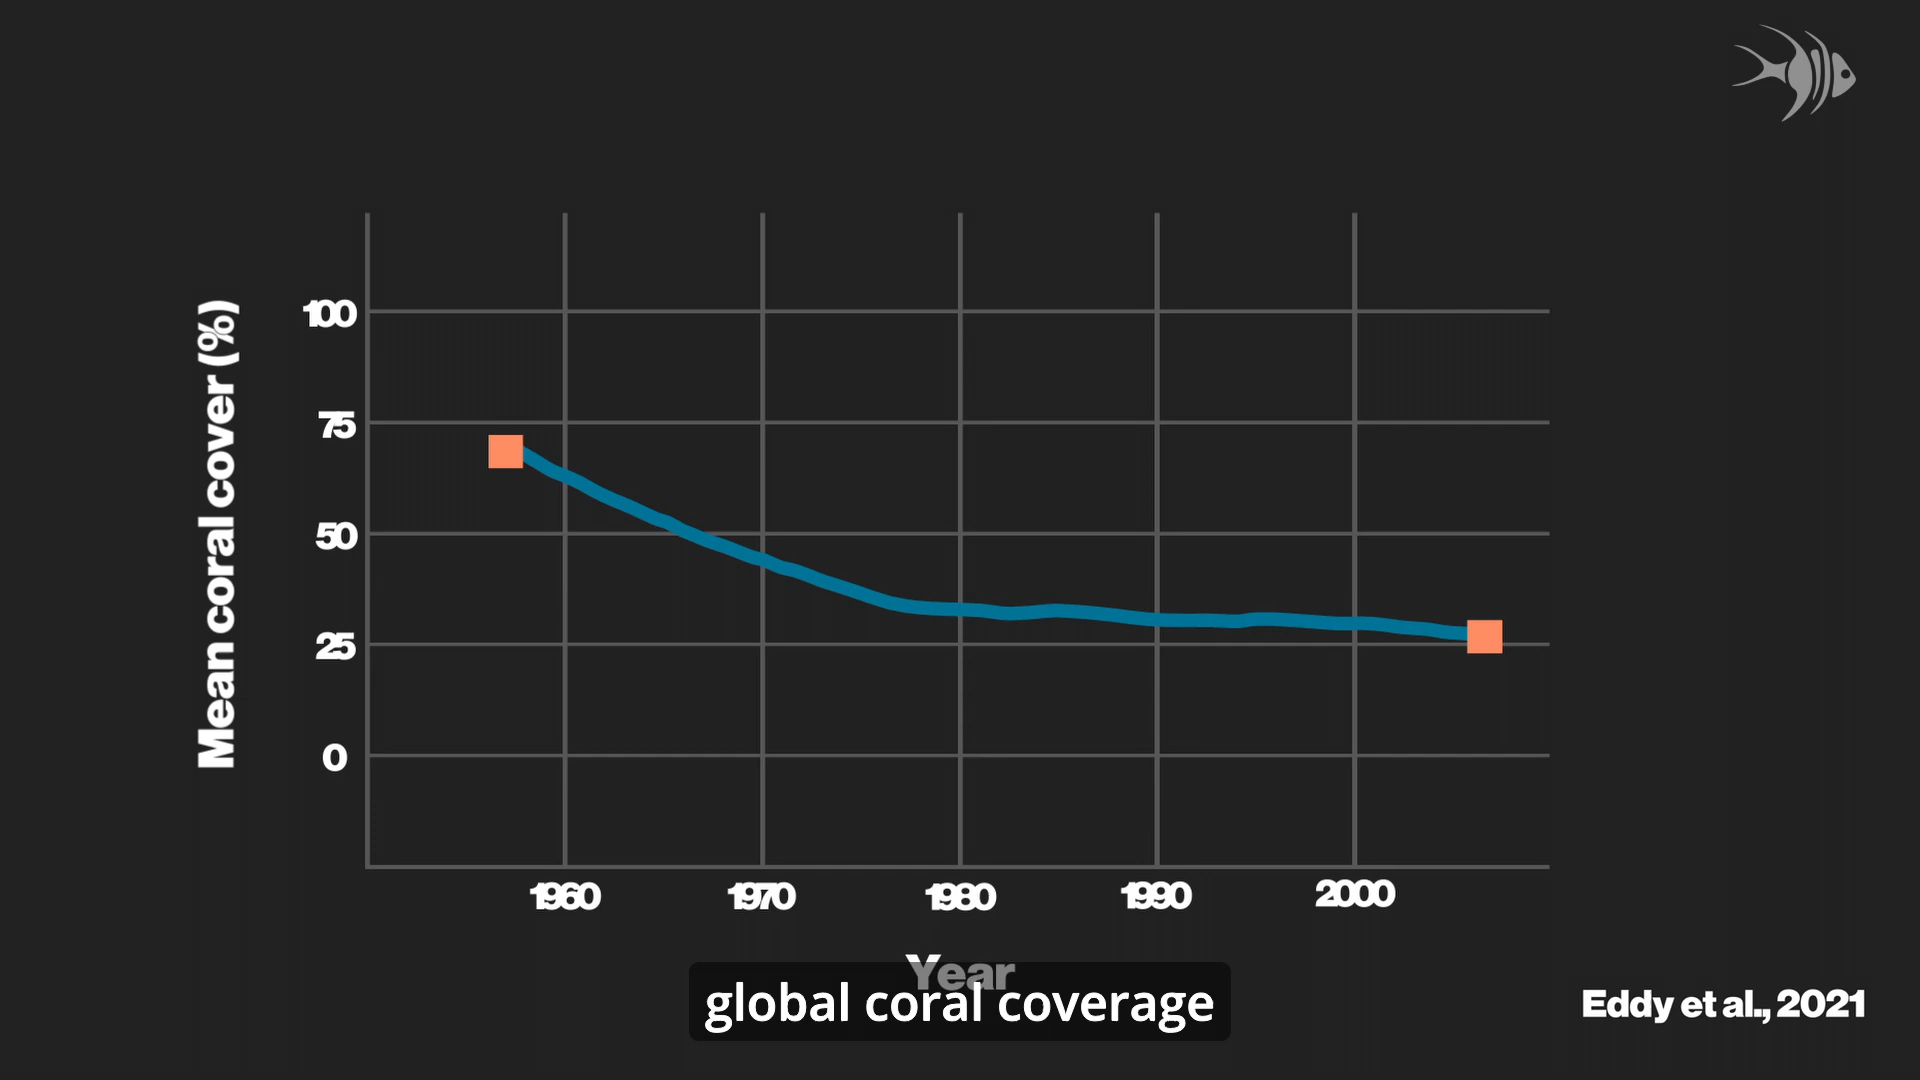 Mean coral cover (%)
100
75
50
25
0
1960
1970
1980
1990
2000
Year
global coral coverage
Eddy et al., 2021